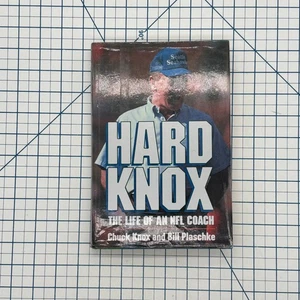 HARD
KNOX
THE LIFE OF AN NFL COACH
Chuck Knox and Bill Plaschke